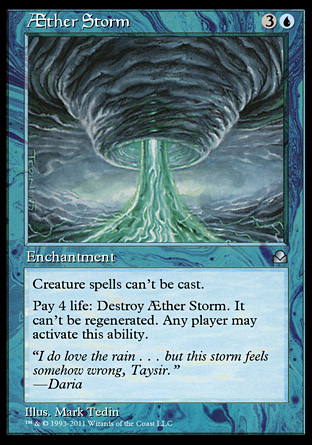 Æther Storm 3
Enchantment
Creature spells can't be cast.
Pay 4 life: Destroy Æther Storm. It
can't be regenerated. Any player may
activate this ability.
“I do love the rain . . . but this storm feels
somehow wrong, Taysir.”
—Daria
Illus. Mark Tedin
™ & © 1993-2011 Wizards of the Coast LLC